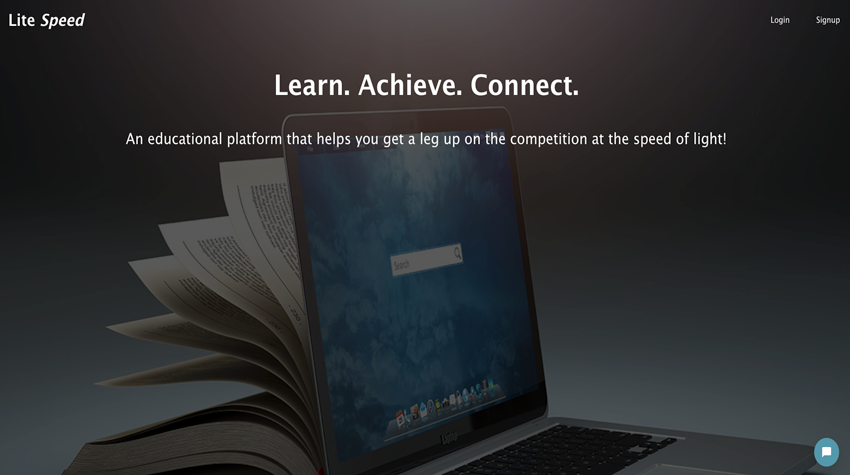 Lite Speed
Login
Signup
Learn. Achieve. Connect.
An educational platform that helps you get a leg up on the competition at the speed of light!
Search